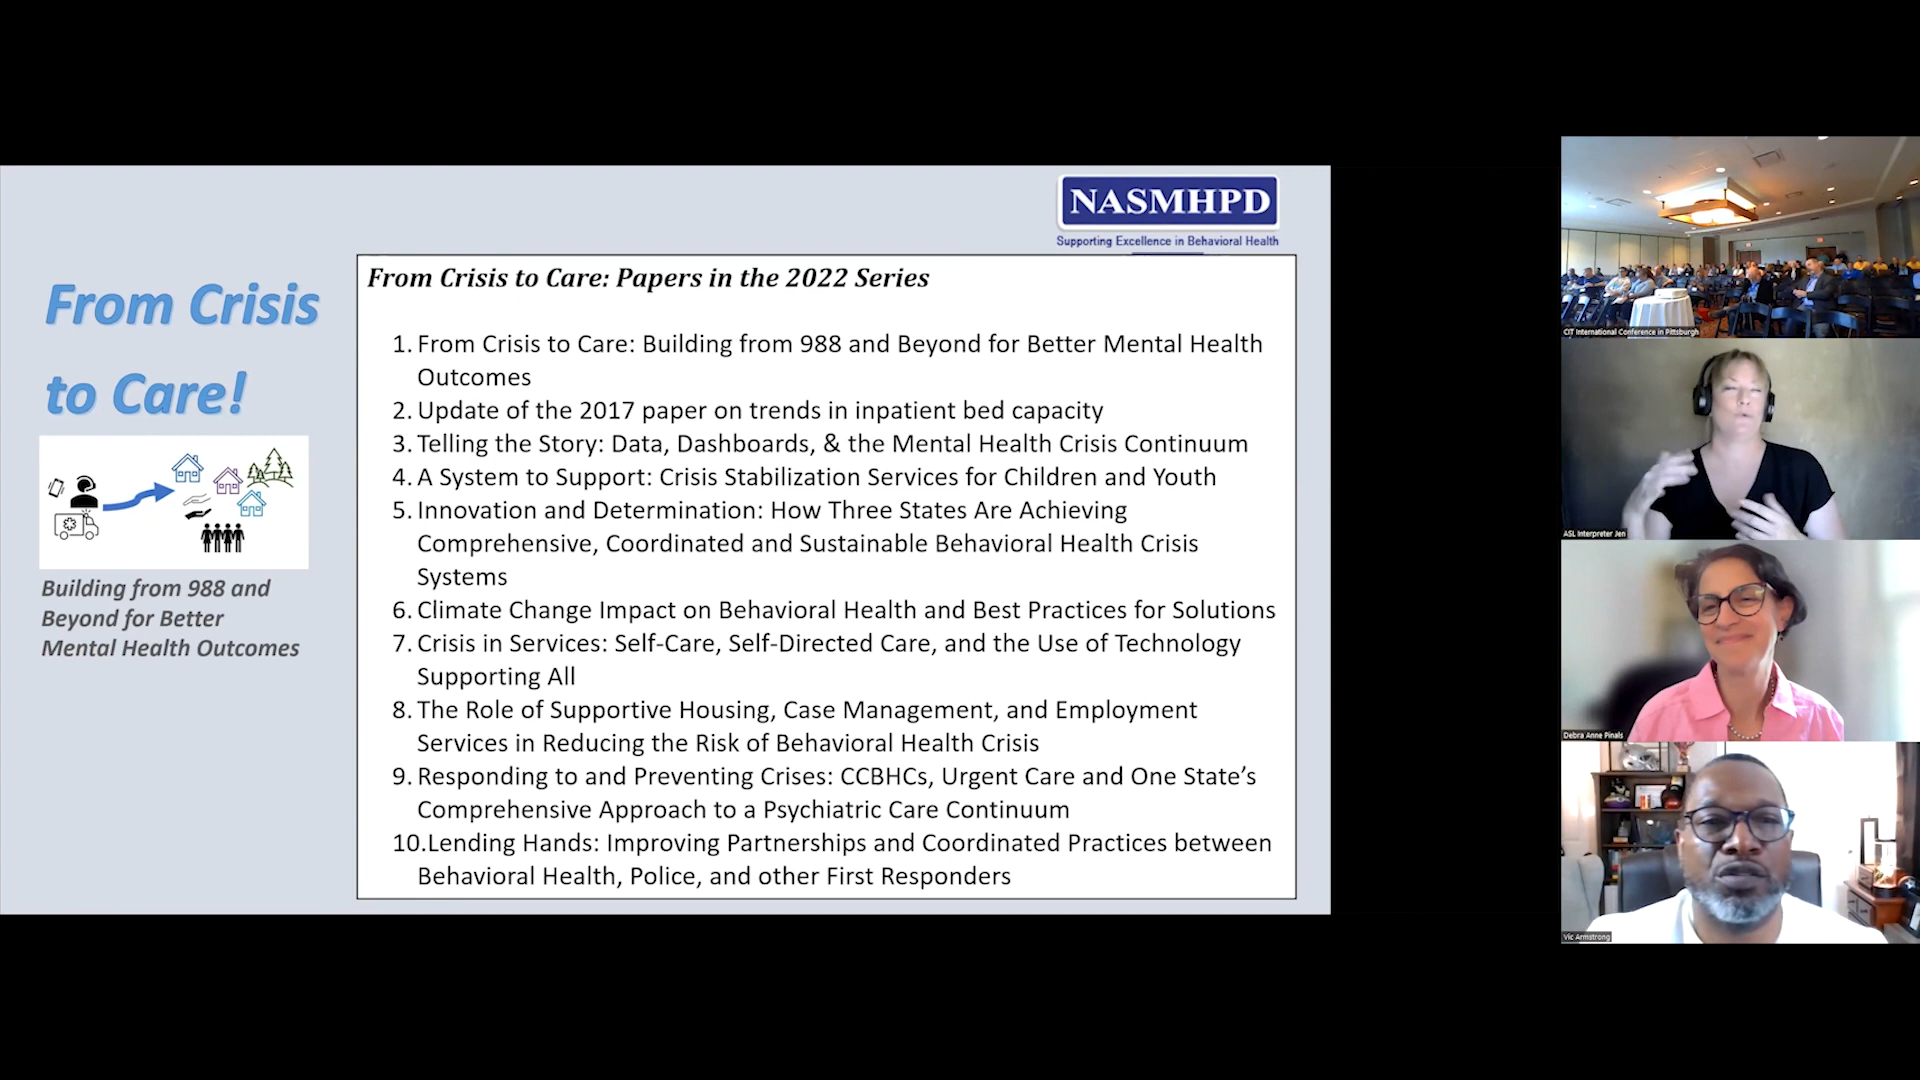 NASMHPD
Supporting Excellence in Behavioral Health
From Crisis
to Care!
Building from 988 and
Beyond for Better
Mental Health Outcomes
From Crisis to Care: Papers in the 2022 Series
1. From Crisis to Care: Building from 988 and Beyond for Better Mental Health
Outcomes
2. Update of the 2017 paper on trends in inpatient bed capacity
3. Telling the Story: Data, Dashboards, & the Mental Health Crisis Continuum
4. A System to Support: Crisis Stabilization Services for Children and Youth
5. Innovation and Determination: How Three States Are Achieving
Comprehensive, Coordinated and Sustainable Behavioral Health Crisis
Systems
6. Climate Change Impact on Behavioral Health and Best Practices for Solutions
7. Crisis in Services: Self-Care, Self-Directed Care, and the Use of Technology
Supporting All
8. The Role of Supportive Housing, Case Management, and Employment
Services in Reducing the Risk of Behavioral Health Crisis
9. Responding to and Preventing Crises: CCBHCs, Urgent Care and One State’s
Comprehensive Approach to a Psychiatric Care Continuum
10.Lending Hands: Improving Partnerships and Coordinated Practices between
Behavioral Health, Police, and other First Responders
CIT International Conference in Pittsburgh
ASL Interpreter Jen
Debra Anne Pinals
Vic Armstrong